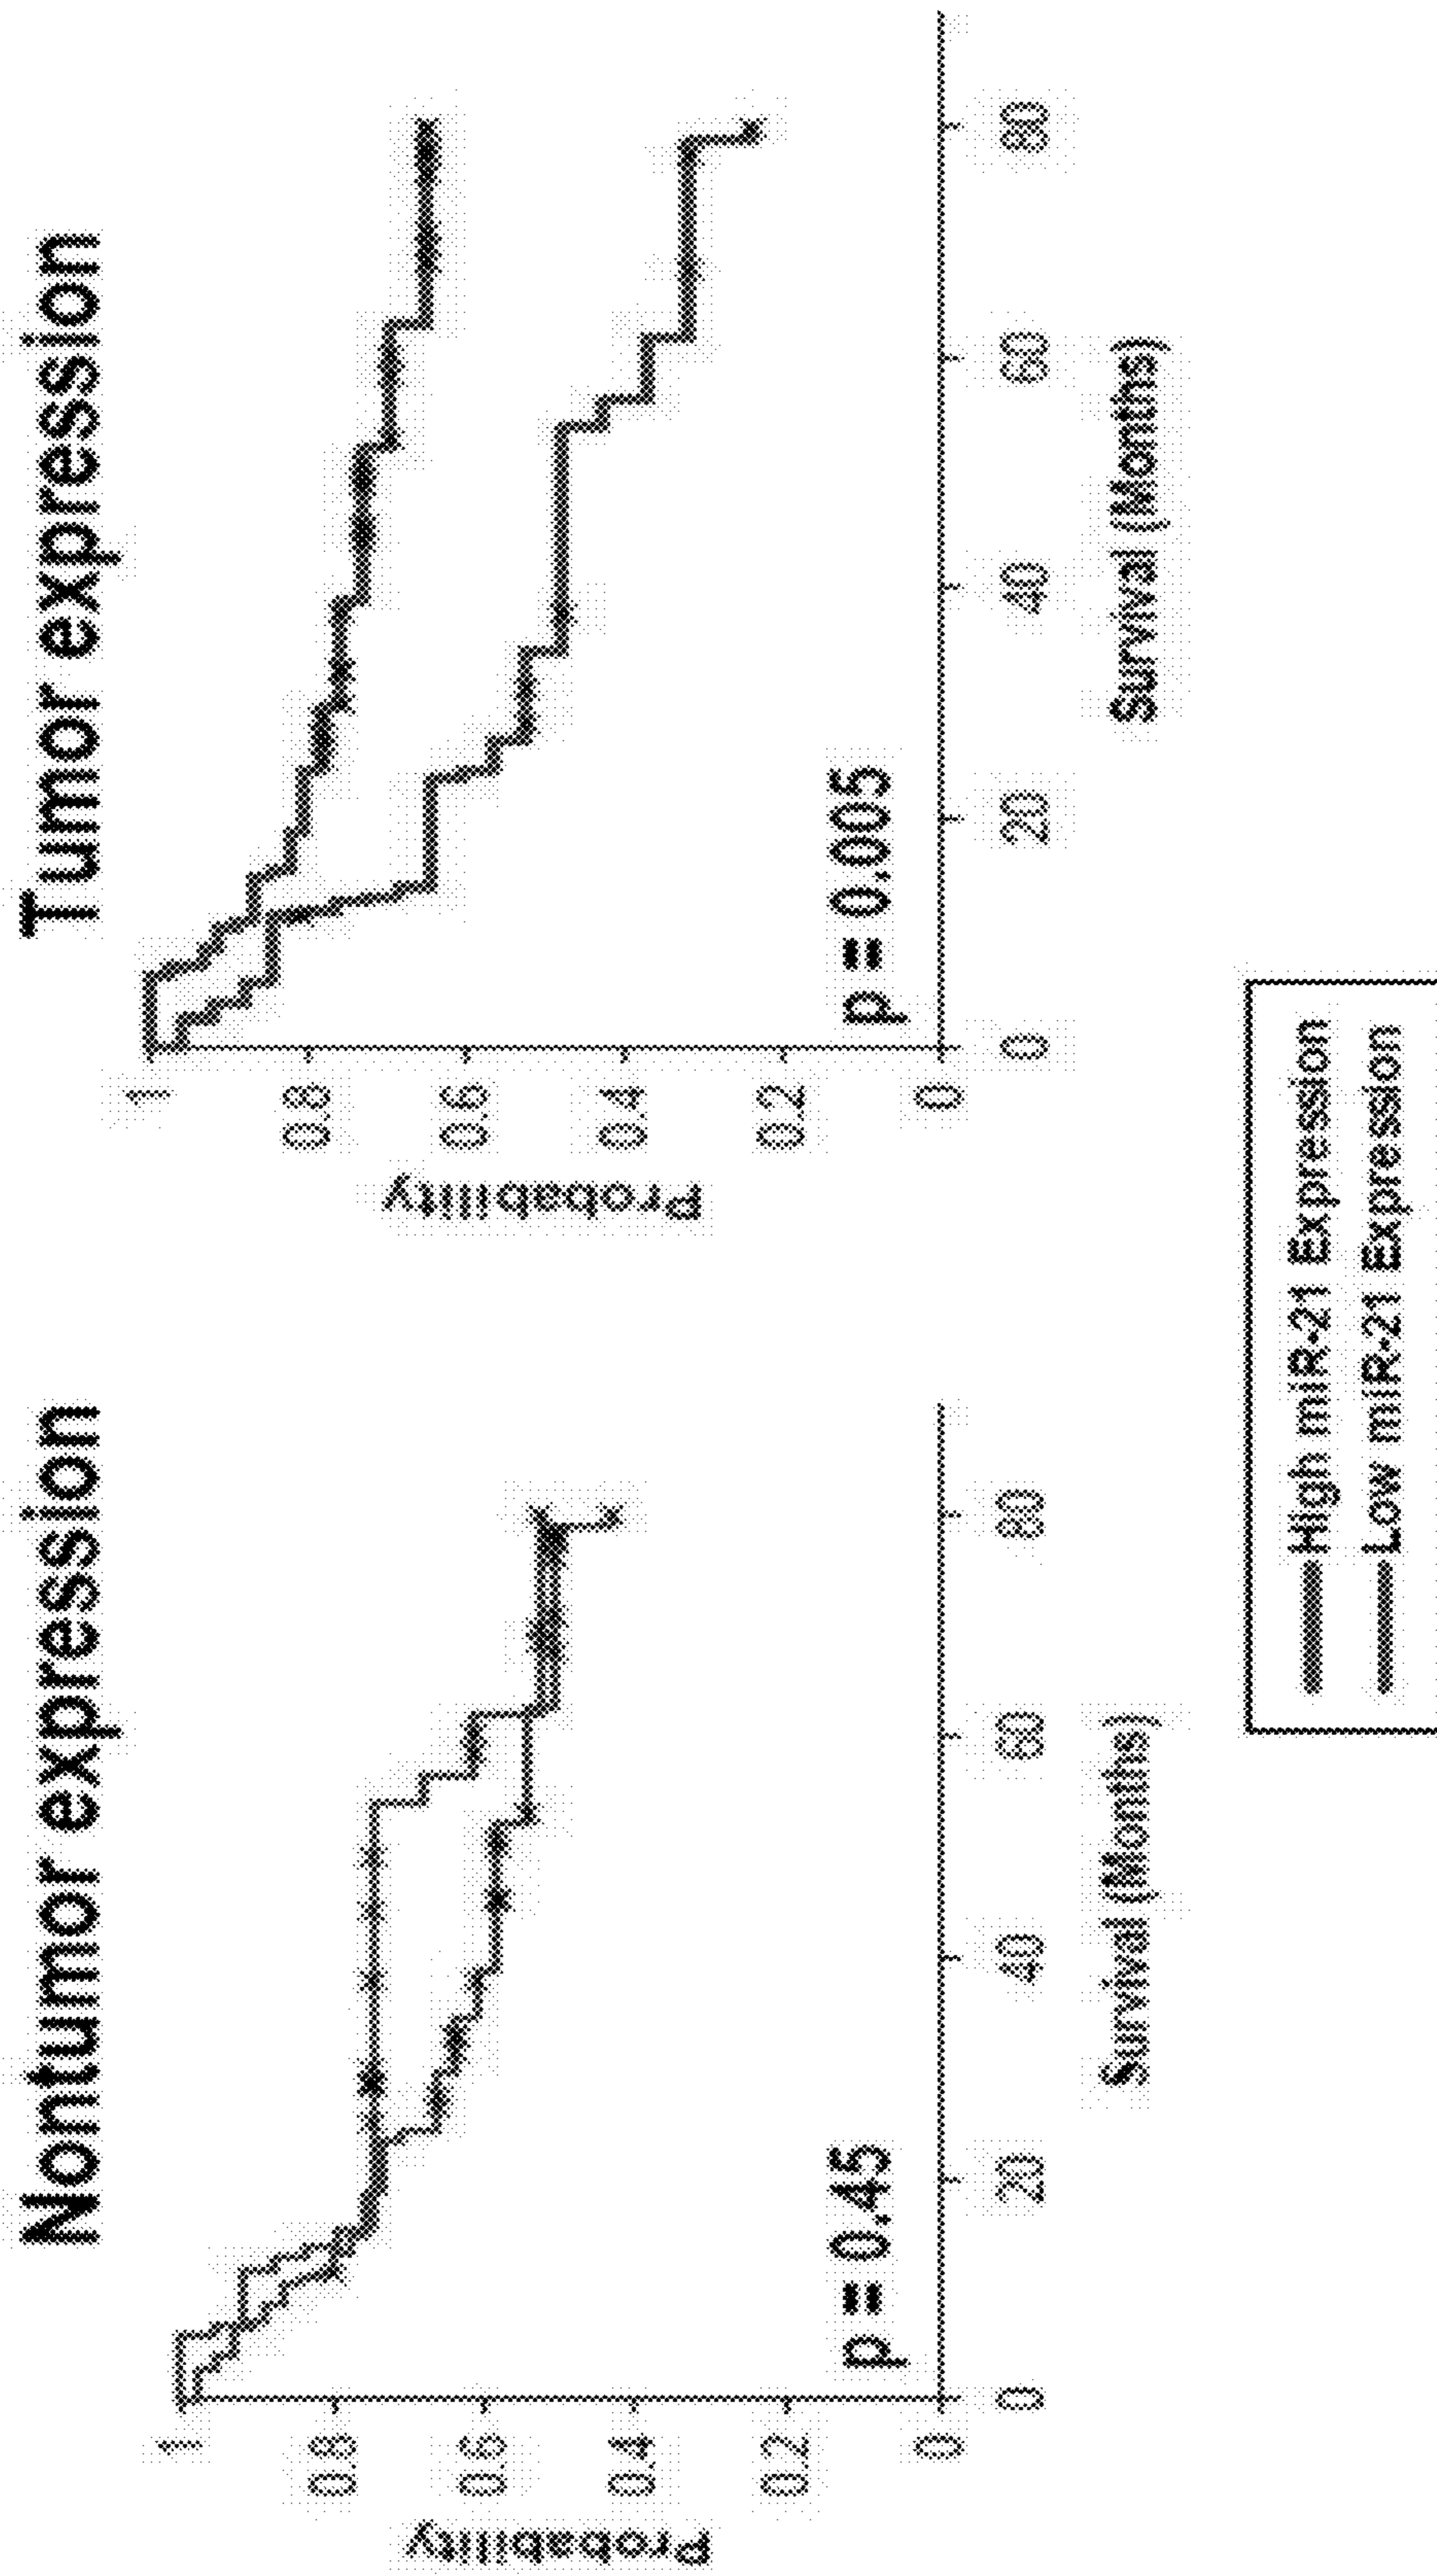 Nontumor expression
Probability
1
0.8
0.6
0.4
0.2
0
p = 0.45
0
20
40
60
80
Survival (Months)
Tumor expression
Probability
1
0.8
0.6
0.4
0.2
0
p = 0.005
0
20
40
60
80
Survival (Months)
High miR-21 Expression
Low miR-21 Expression